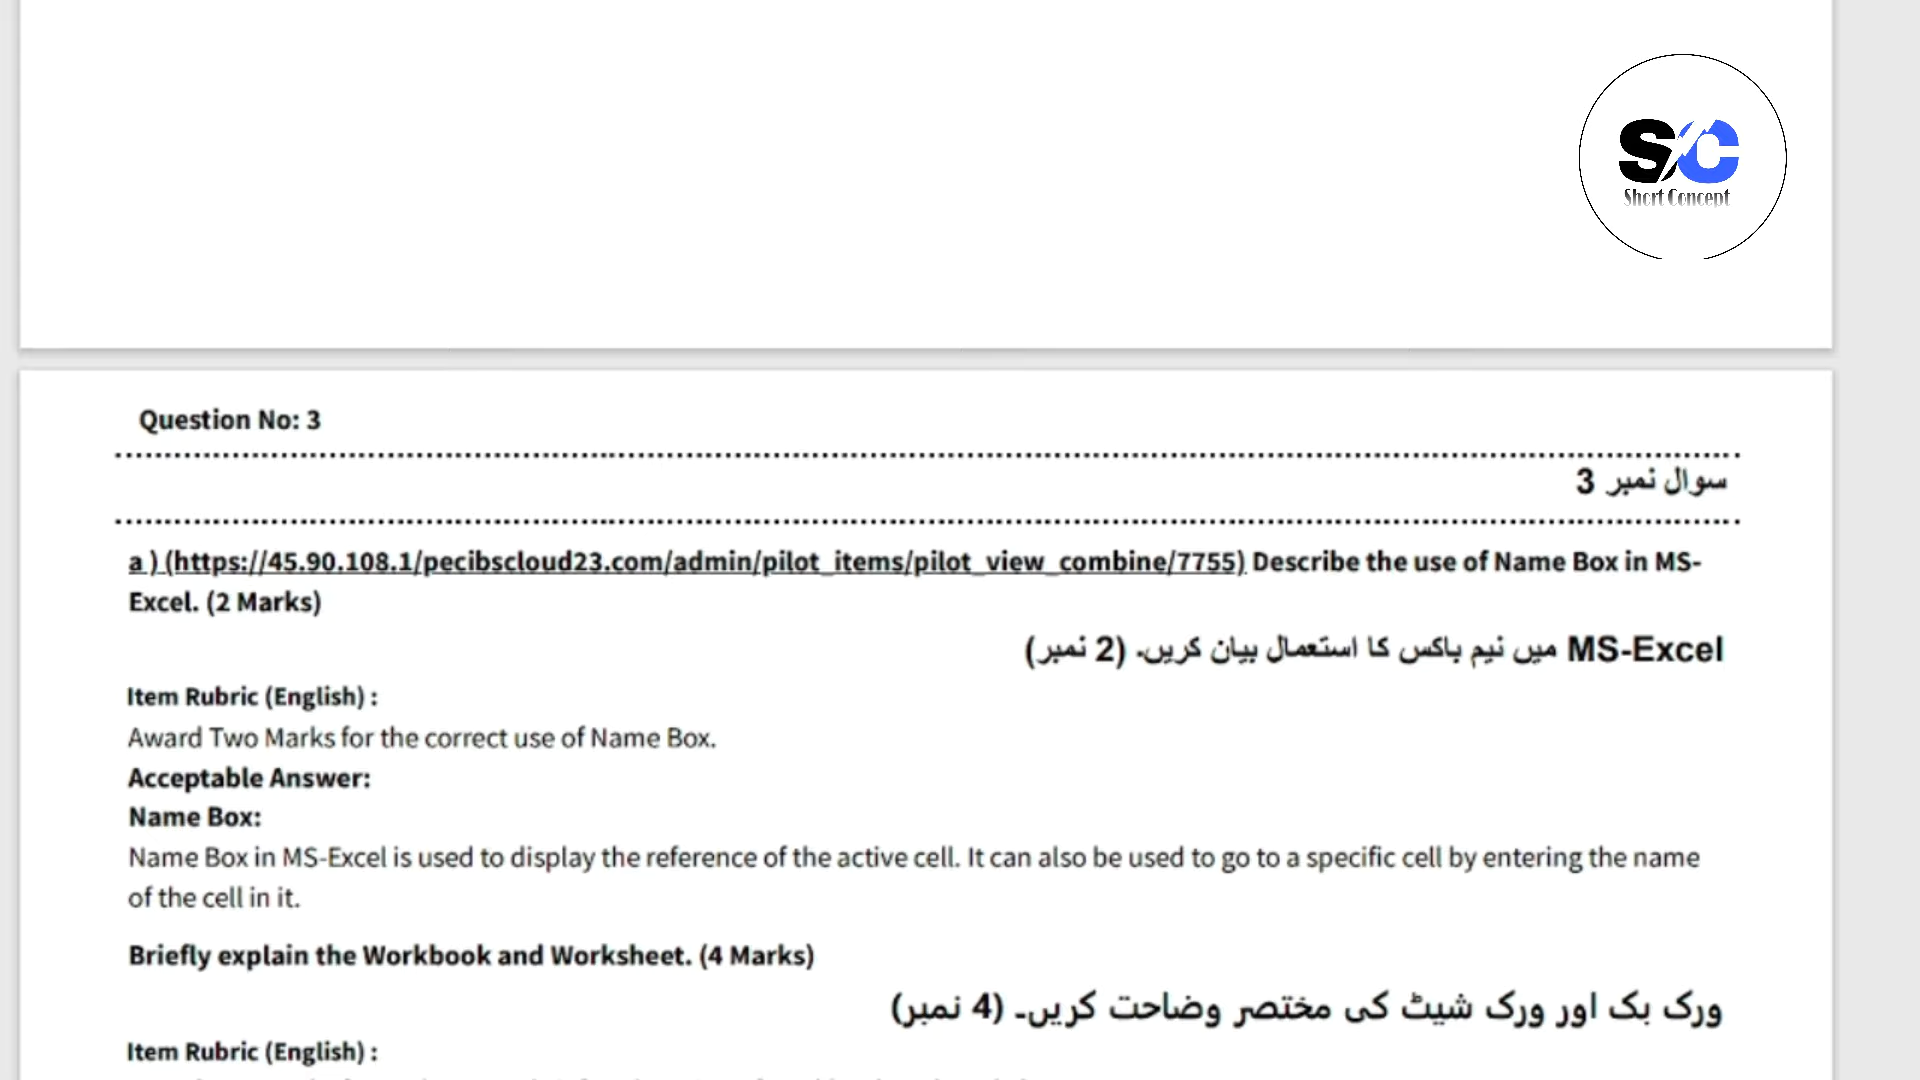 SC
Short Concept
Question No: 3
سوال نمبر 3
a ) (https://45.90.108.1/pecibscloud23.com/admin/pilot_items/pilot_view_combine/7755) Describe the use of Name Box in MS-
Excel. (2 Marks)
MS-Excel میں نیم باکس کا استعمال بیان کریں۔ (2 نمبر)
Item Rubric (English) :
Award Two Marks for the correct use of Name Box.
Acceptable Answer:
Name Box:
Name Box in MS-Excel is used to display the reference of the active cell. It can also be used to go to a specific cell by entering the name
of the cell in it.
Briefly explain the Workbook and Worksheet. (4 Marks)
ورک بک اور ورک شیٹ کی مختصر وضاحت کریں۔ (4 نمبر)
Item Rubric (English) :